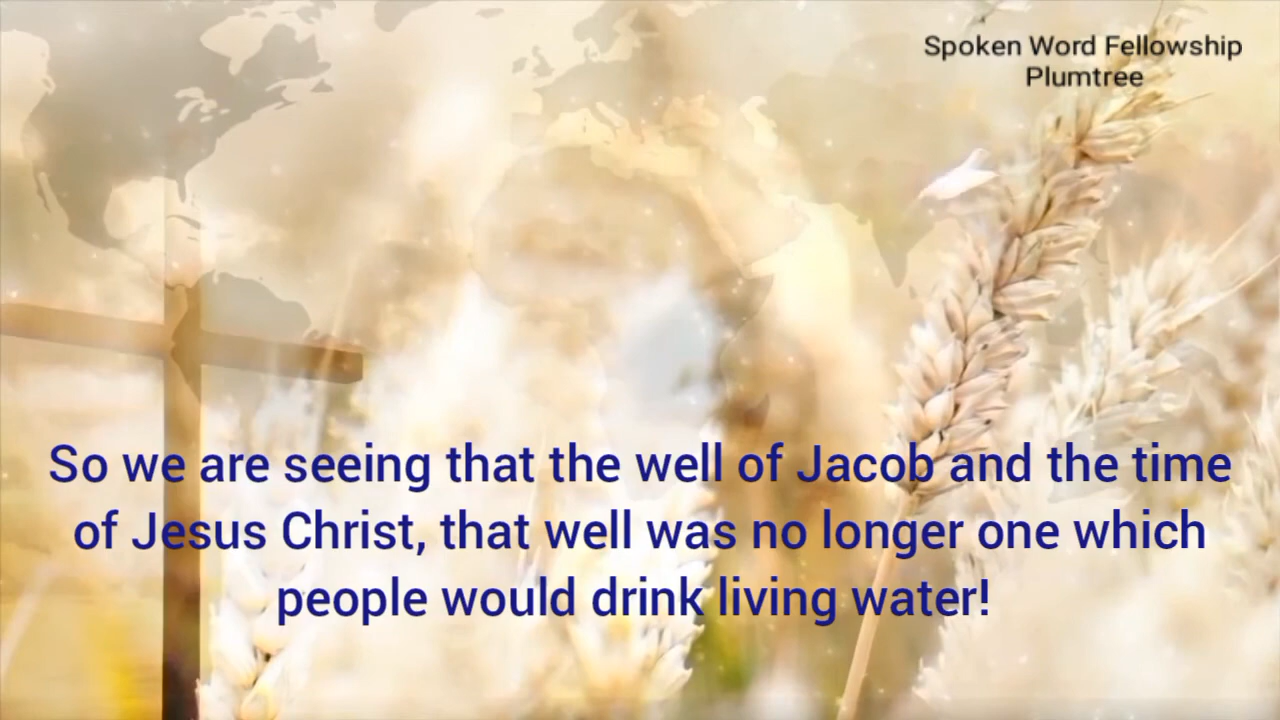 Spoken Word Fellowship
Plumtree
So we are seeing that the well of Jacob and the time
of Jesus Christ, that well was no longer one which
people would drink living water!